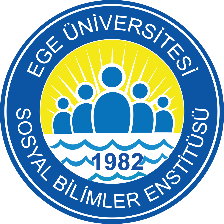 EGE ÜNİVERSİTESİ
1982
SOSYAL BİLİMLER ENSTİTÜSÜ